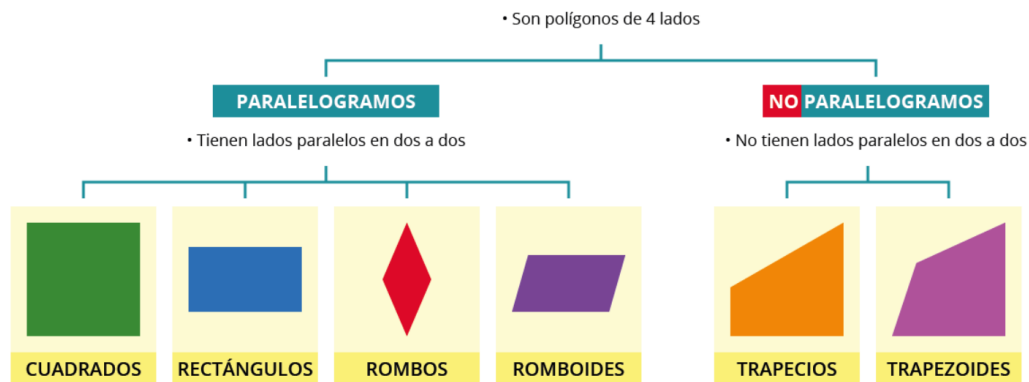 • Son polígonos de 4 lados
PARALELOGRAMOS
NO PARALELOGRAMOS
• Tienen lados paralelos en dos a dos
• No tienen lados paralelos en dos a dos
CUADRADOS
RECTÁNGULOS
ROMBOS
ROMBOIDES
TRAPECIOS
TRAPEZOIDES